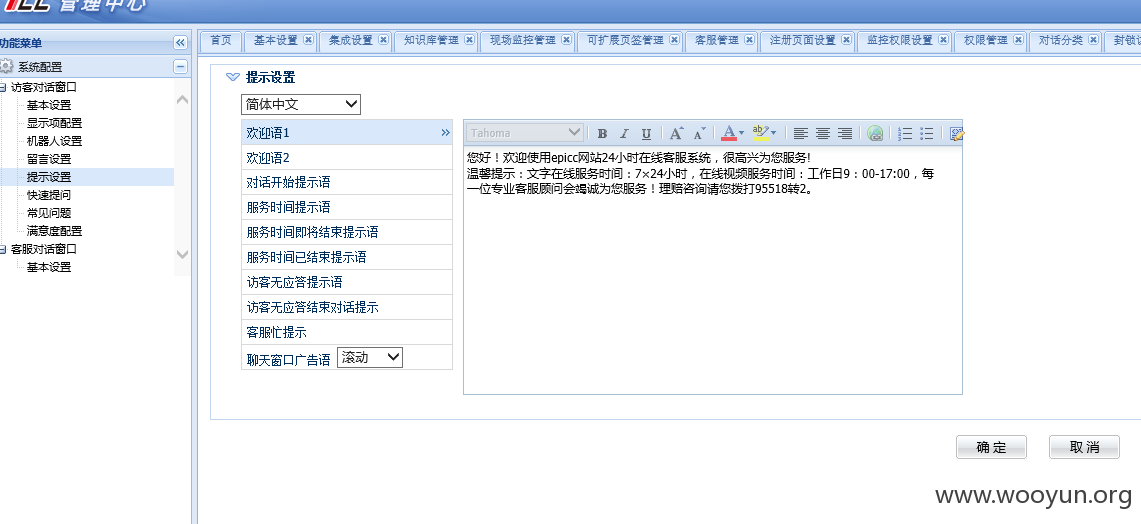 管理中心
功能菜单
系统配置
访客对话窗口
基本设置
显示项配置
机器人设置
留言设置
提示设置
快速提问
常见问题
满意度配置
客服对话窗口
基本设置
首页 基本设置 集成设置 知识库管理 现场监控管理 可扩展页签管理 客服管理 注册页面设置 监控权限设置 权限管理 对话分类
提示设置
简体中文
欢迎语1
欢迎语2
对话开始提示语
服务时间提示语
服务时间即将结束提示语
服务时间已结束提示语
访客无应答提示语
访客无应答结束对话提示
客服忙提示
聊天窗口广告语 滚动
Tahoma B I U A A A ab
您好！欢迎使用epicc网站24小时在线客服系统，很高兴为您服务!
温馨提示：文字在线服务时间：7×24小时，在线视频服务时间：工作日9：00-17:00，每
一位专业客服顾问会竭诚为您服务！理赔咨询请您拨打95518转2。
确定 取消
www.wooyun.org